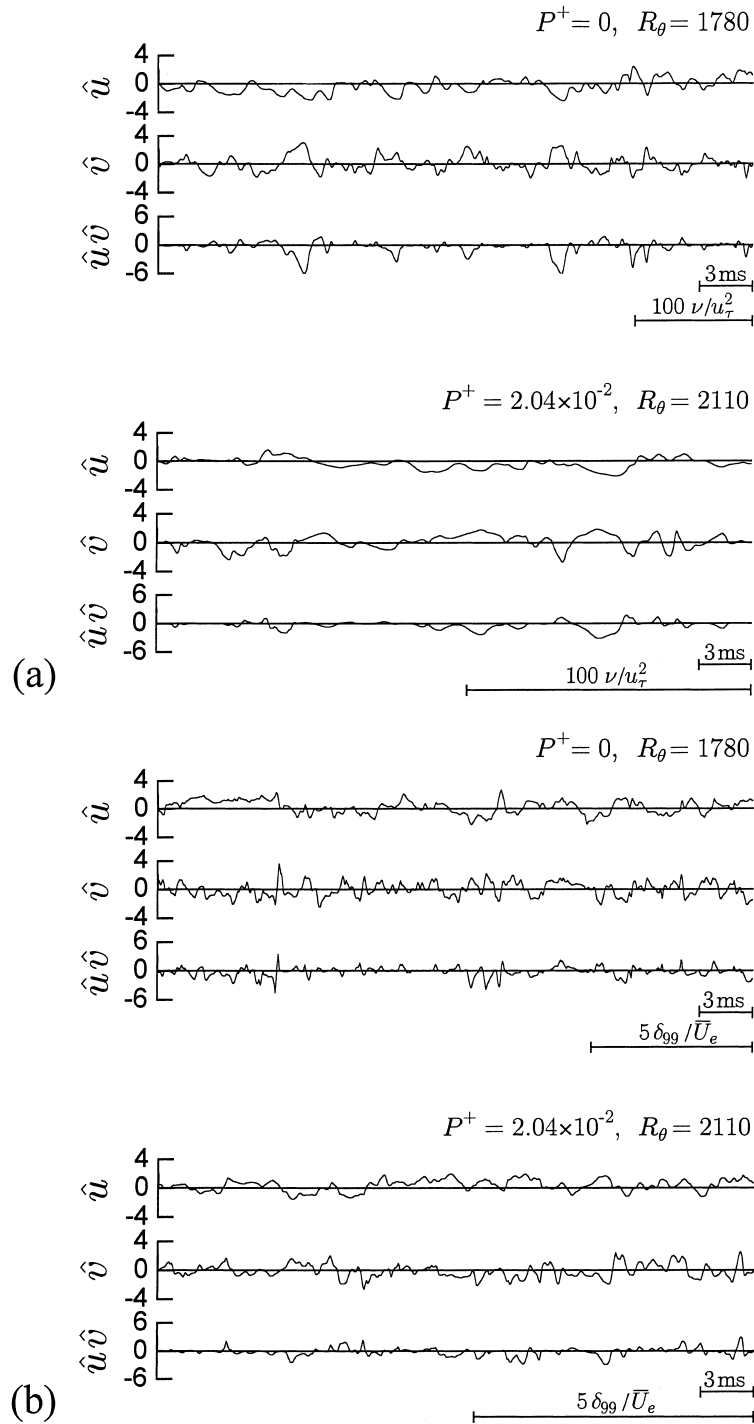 P⁺ = 0, R_θ = 1780
4
û 0
-4
4
v̂ 0
-4
6
ûv̂ 0
-6
3 ms
100 ν/u_τ²
P⁺ = 2.04×10⁻², R_θ = 2110
4
û 0
-4
4
v̂ 0
-4
6
ûv̂ 0
-6
3 ms
(a)
100 ν/u_τ²
P⁺ = 0, R_θ = 1780
4
û 0
-4
4
v̂ 0
-4
6
ûv̂ 0
-6
3 ms
5 δ₉₉ / U̅_e
P⁺ = 2.04×10⁻², R_θ = 2110
4
û 0
-4
4
v̂ 0
-4
6
ûv̂ 0
-6
3 ms
(b)
5 δ₉₉ / U̅_e